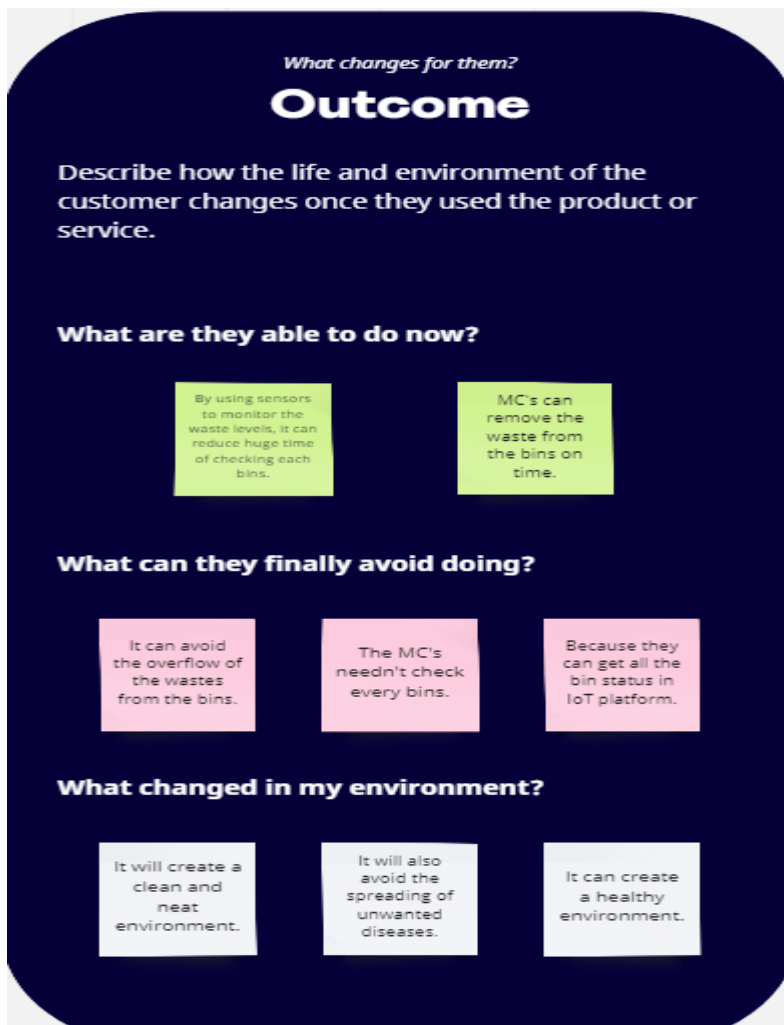 What changes for them?
Outcome
Describe how the life and environment of the
customer changes once they used the product or
service.
What are they able to do now?
By using sensors
to monitor the
waste levels, it can
reduce huge time
of checking each
bins.
MC's can
remove the
waste from
the bins on
time.
What can they finally avoid doing?
It can avoid
the overflow of
the wastes
from the bins.
The MC's
needn't check
every bins.
Because they
can get all the
bin status in
IoT platform.
What changed in my environment?
It will create a
clean and
neat
environment.
It will also
avoid the
spreading of
unwanted
diseases.
It can create
a healthy
environment.